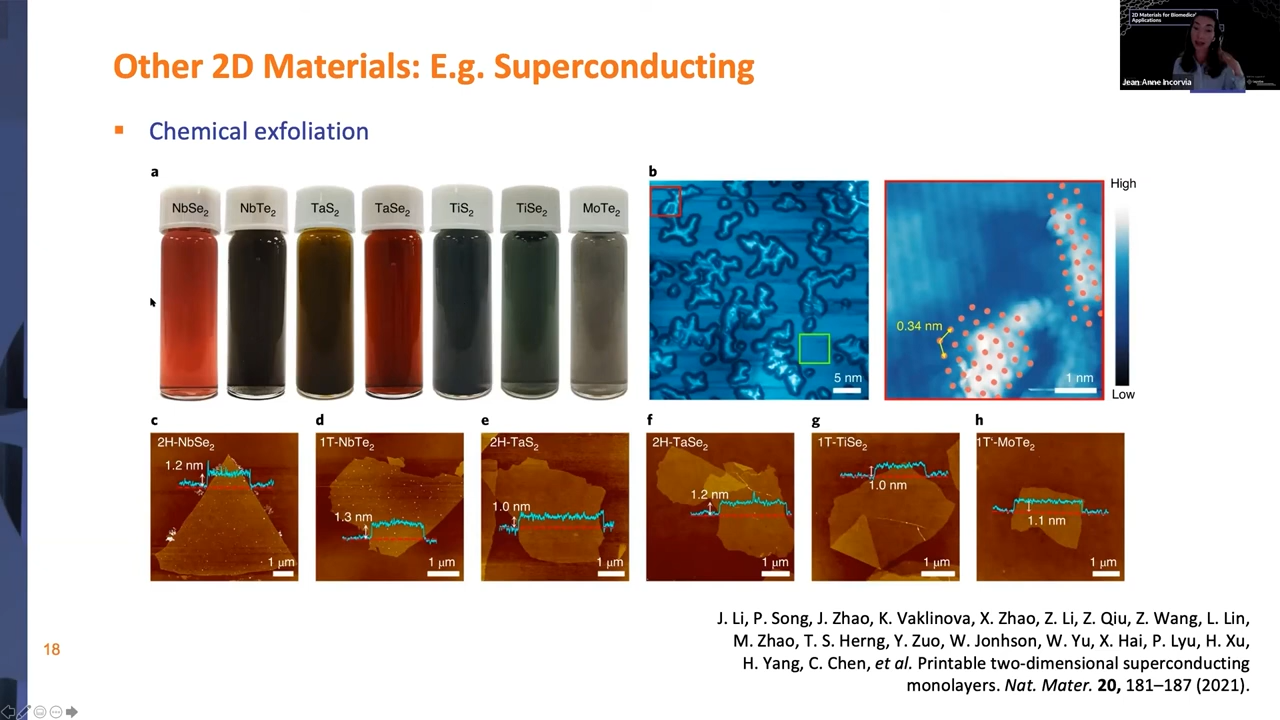 2D Materials for Biomedical
Applications
Jean Anne Incorvia
Other 2D Materials: E.g. Superconducting
Chemical exfoliation
a
NbSe₂
NbTe₂
TaS₂
TaSe₂
TiS₂
TiSe₂
MoTe₂
b
5 nm
0.34 nm
1 nm
High
Low
c
2H-NbSe₂
1.2 nm
1 µm
d
1T-NbTe₂
1.3 nm
1 µm
e
2H-TaS₂
1.0 nm
1 µm
f
2H-TaSe₂
1.2 nm
1 µm
g
1T-TiSe₂
1.0 nm
1 µm
h
1T'-MoTe₂
1.1 nm
1 µm
J. Li, P. Song, J. Zhao, K. Vaklinova, X. Zhao, Z. Li, Z. Qiu, Z. Wang, L. Lin,
M. Zhao, T. S. Herng, Y. Zuo, W. Jonhson, W. Yu, X. Hai, P. Lyu, H. Xu,
H. Yang, C. Chen, et al. Printable two-dimensional superconducting
monolayers. Nat. Mater. 20, 181–187 (2021).
18